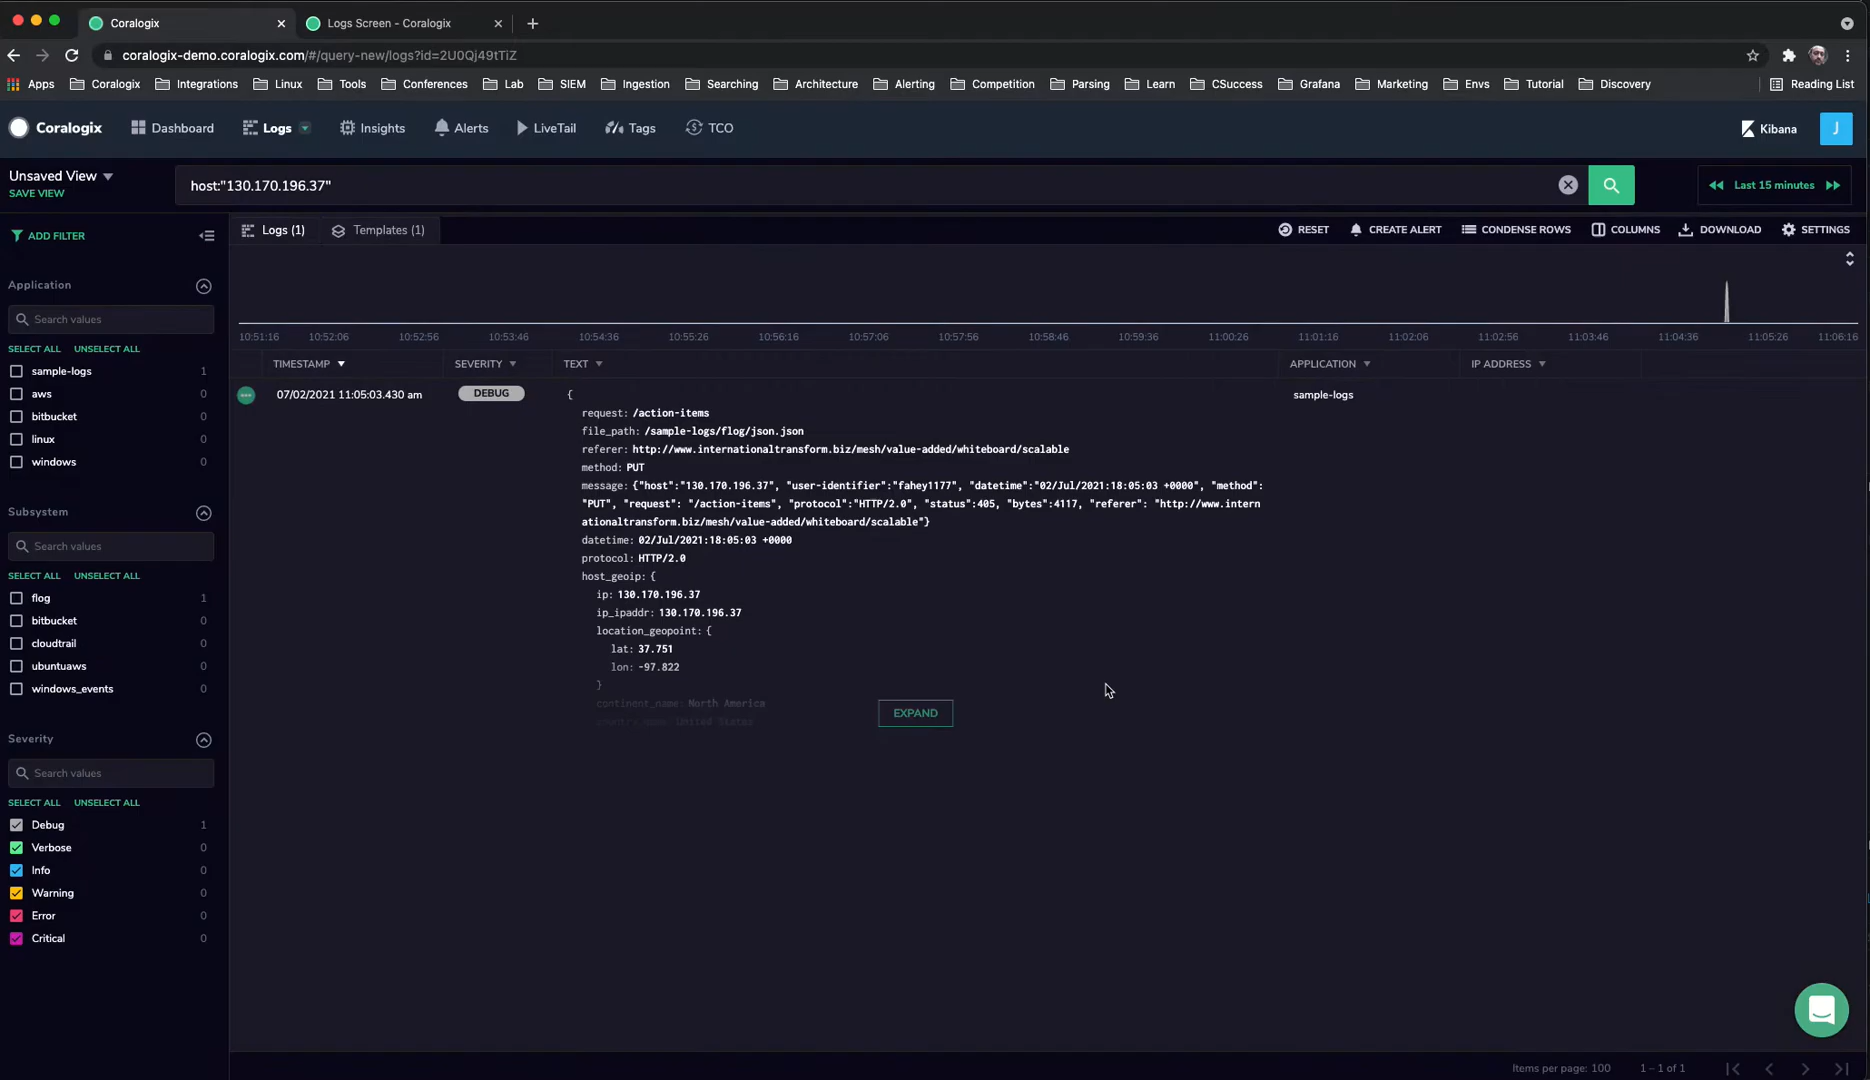 Coralogix
Logs Screen - Coralogix
coralogix-demo.coralogix.com/#/query-new/logs?id=2U0Qj49tTiZ
Apps Coralogix Integrations Linux Tools Conferences Lab SIEM Ingestion Searching Architecture Alerting Competition Parsing Learn CSuccess Grafana Marketing Envs Tutorial Discovery Reading List
Coralogix Dashboard Logs Insights Alerts LiveTail Tags TCO Kibana J
Unsaved View
SAVE VIEW
host:"130.170.196.37"
Last 15 minutes
ADD FILTER
Logs (1) Templates (1) RESET CREATE ALERT CONDENSE ROWS COLUMNS DOWNLOAD SETTINGS
10:51:16 10:52:06 10:52:56 10:53:46 10:54:36 10:55:26 10:56:16 10:57:06 10:57:56 10:58:46 10:59:36 11:00:26 11:01:16 11:02:06 11:02:56 11:03:46 11:04:36 11:05:26 11:06:16
Application
Search values
SELECT ALL UNSELECT ALL
sample-logs 1
aws 0
bitbucket 0
linux 0
windows 0
Subsystem
Search values
SELECT ALL UNSELECT ALL
flog 1
bitbucket 0
cloudtrail 0
ubuntuaws 0
windows_events 0
Severity
Search values
SELECT ALL UNSELECT ALL
Debug 1
Verbose 0
Info 0
Warning 0
Error 0
Critical 0
TIMESTAMP SEVERITY TEXT APPLICATION IP ADDRESS
07/02/2021 11:05:03.430 am DEBUG { sample-logs
request: /action-items
file_path: /sample-logs/flog/json.json
referer: http://www.internationaltransform.biz/mesh/value-added/whiteboard/scalable
method: PUT
message: {"host":"130.170.196.37", "user-identifier":"fahey1177", "datetime":"02/Jul/2021:18:05:03 +0000", "method":
"PUT", "request": "/action-items", "protocol":"HTTP/2.0", "status":405, "bytes":4117, "referer": "http://www.intern
ationaltransform.biz/mesh/value-added/whiteboard/scalable"}
datetime: 02/Jul/2021:18:05:03 +0000
protocol: HTTP/2.0
host_geoip: {
ip: 130.170.196.37
ip_ipaddr: 130.170.196.37
location_geopoint: {
lat: 37.751
lon: -97.822
}
continent_name: North America
country_name: United States
EXPAND
Items per page: 100 1 – 1 of 1